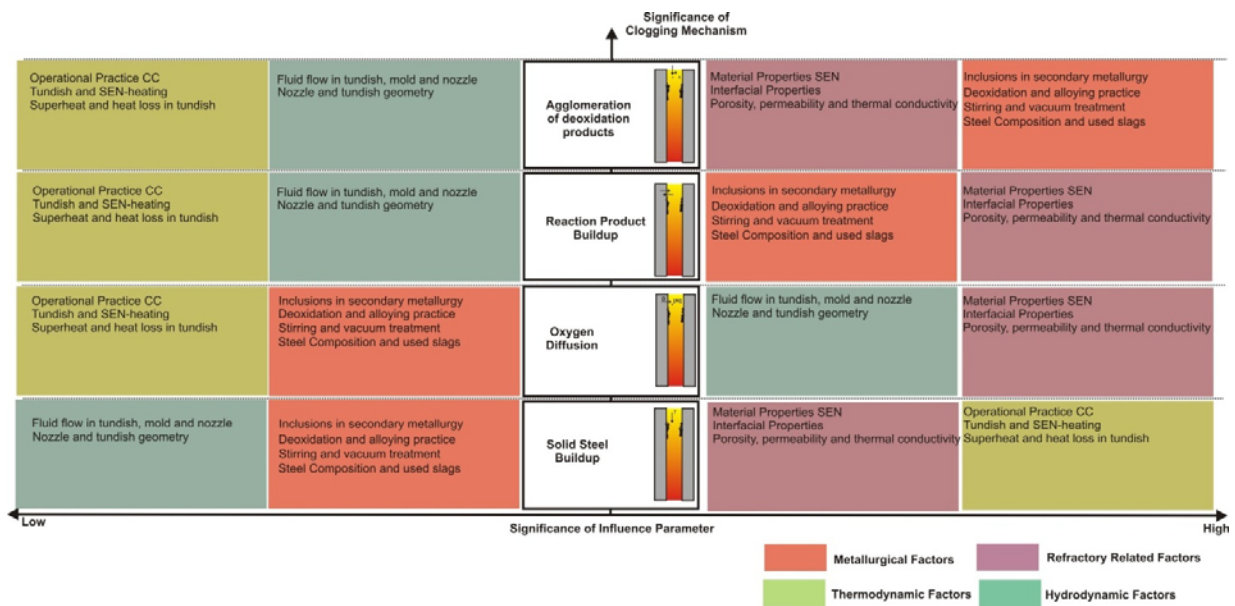 Significance of
Clogging Mechanism
Operational Practice CC
Tundish and SEN-heating
Superheat and heat loss in tundish
Fluid flow in tundish, mold and nozzle
Nozzle and tundish geometry
Agglomeration
of deoxidation
products
Material Properties SEN
Interfacial Properties
Porosity, permeability and thermal conductivity
Inclusions in secondary metallurgy
Deoxidation and alloying practice
Stirring and vacuum treatment
Steel Composition and used slags
Operational Practice CC
Tundish and SEN-heating
Superheat and heat loss in tundish
Fluid flow in tundish, mold and nozzle
Nozzle and tundish geometry
Reaction Product
Buildup
Inclusions in secondary metallurgy
Deoxidation and alloying practice
Stirring and vacuum treatment
Steel Composition and used slags
Material Properties SEN
Interfacial Properties
Porosity, permeability and thermal conductivity
Operational Practice CC
Tundish and SEN-heating
Superheat and heat loss in tundish
Inclusions in secondary metallurgy
Deoxidation and alloying practice
Stirring and vacuum treatment
Steel Composition and used slags
Oxygen
Diffusion
Fluid flow in tundish, mold and nozzle
Nozzle and tundish geometry
Material Properties SEN
Interfacial Properties
Porosity, permeability and thermal conductivity
Fluid flow in tundish, mold and nozzle
Nozzle and tundish geometry
Inclusions in secondary metallurgy
Deoxidation and alloying practice
Stirring and vacuum treatment
Steel Composition and used slags
Solid Steel
Buildup
Material Properties SEN
Interfacial Properties
Porosity, permeability and thermal conductivity
Operational Practice CC
Tundish and SEN-heating
Superheat and heat loss in tundish
Low
Significance of Influence Parameter
High
Metallurgical Factors
Refractory Related Factors
Thermodynamic Factors
Hydrodynamic Factors